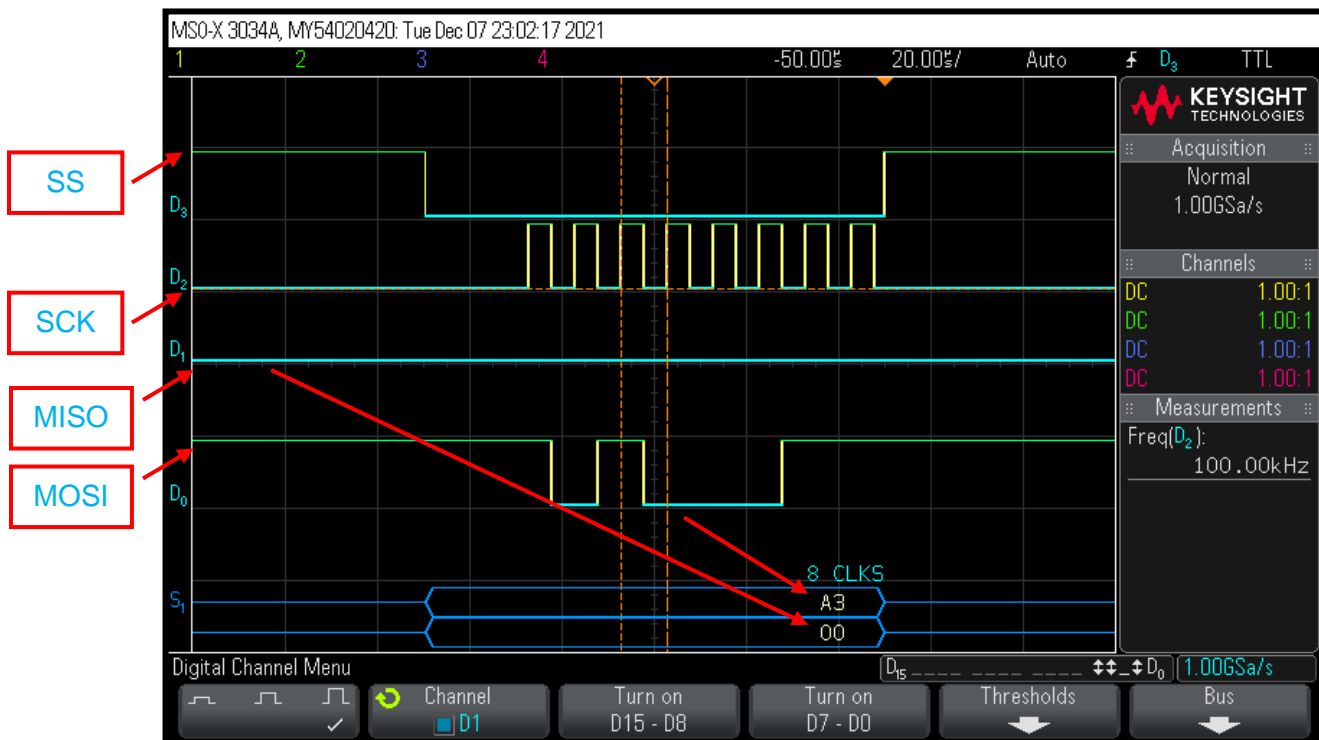 MSO-X 3034A, MY54020420: Tue Dec 07 23:02:17 2021
1 2 3 4 -50.00㎲ 20.00㎲/ Auto D3 TTL
KEYSIGHT
TECHNOLOGIES
Acquisition
Normal
1.00GSa/s
Channels
DC 1.00:1
DC 1.00:1
DC 1.00:1
DC 1.00:1
Measurements
Freq(D2):
100.00kHz
SS
D3
D2
SCK
D1
MISO
MOSI
D0
8 CLKS
S1
A3
00
Digital Channel Menu
D15 D0 1.00GSa/s
Channel
D1
Turn on
D15 - D8
Turn on
D7 - D0
Thresholds
Bus